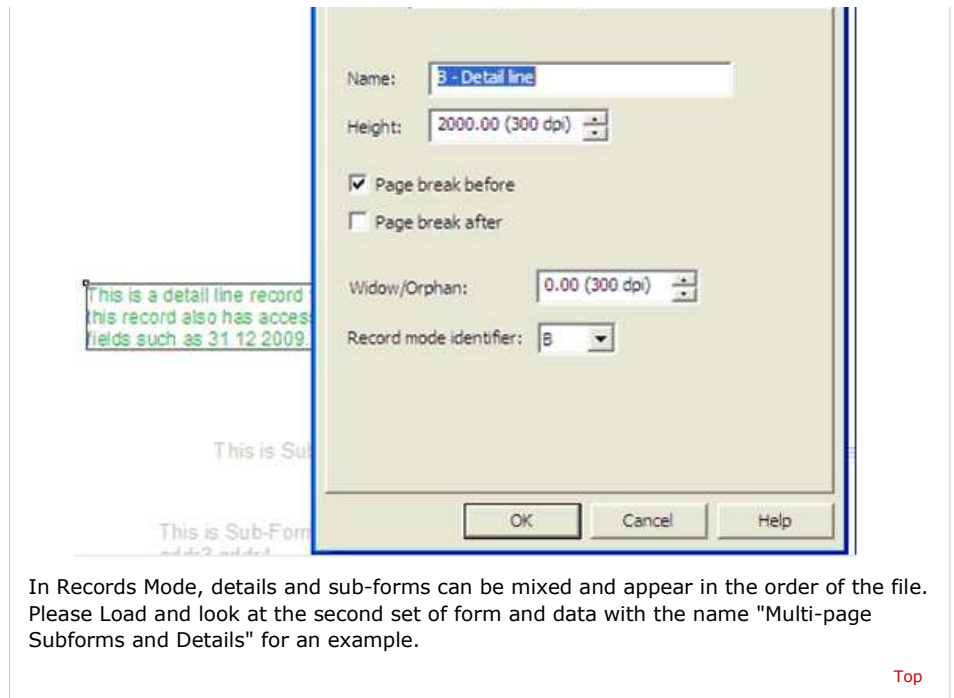 Name: B - Detail line
Height: 2000.00 (300 dpi)
Page break before
Page break after
This is a detail line record
this record also has access
fields such as 31 12 2009.
Widow/Orphan: 0.00 (300 dpi)
Record mode identifier: B
This is Sub
OK Cancel Help
This is Sub-Form
In Records Mode, details and sub-forms can be mixed and appear in the order of the file.
Please Load and look at the second set of form and data with the name "Multi-page
Subforms and Details" for an example.
Top